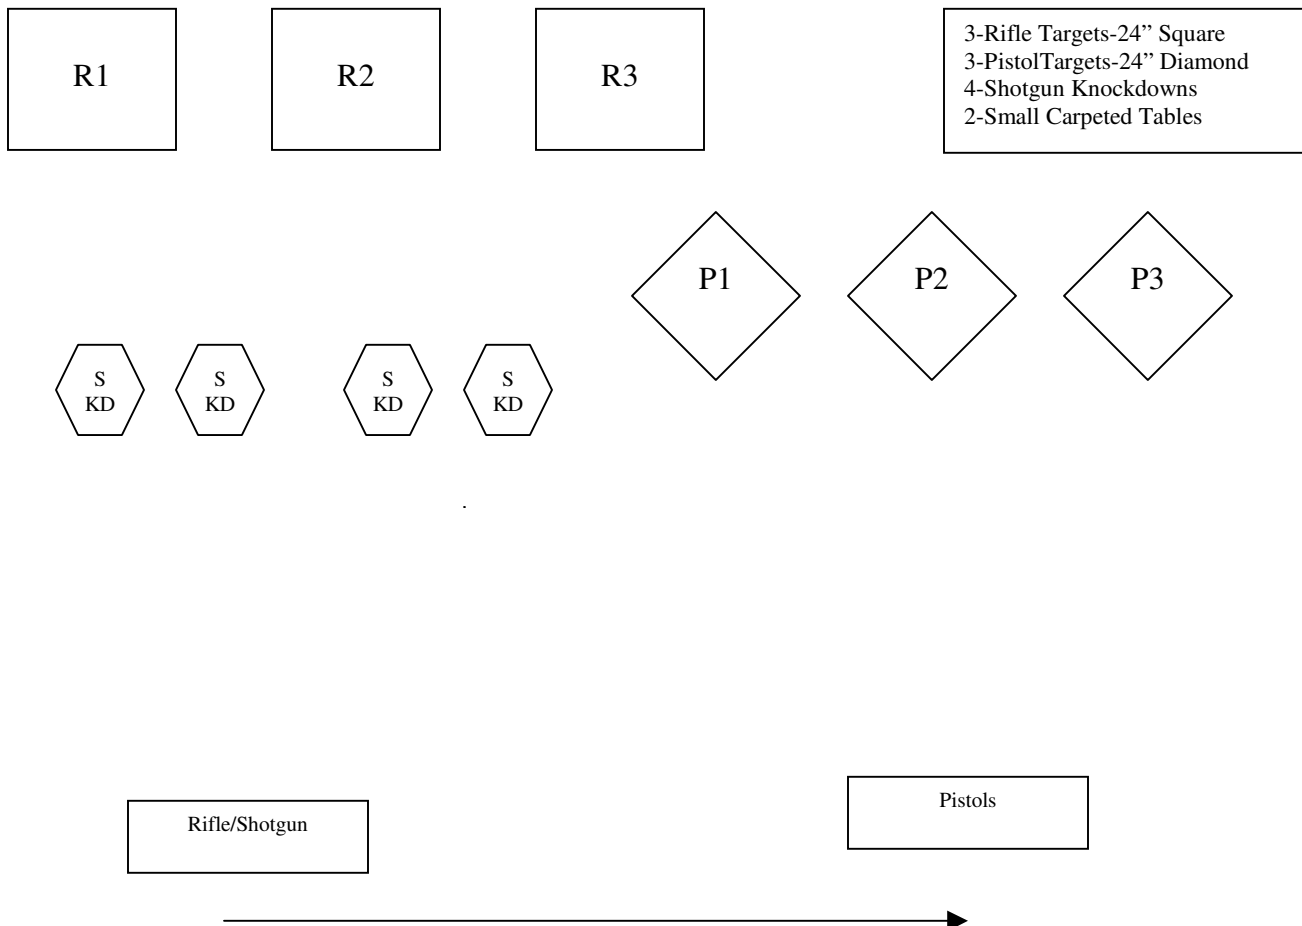 R1
R2
R3
3-Rifle Targets-24” Square
3-PistolTargets-24” Diamond
4-Shotgun Knockdowns
2-Small Carpeted Tables
P1
P2
P3
S
KD
S
KD
S
KD
S
KD
.
Pistols
Rifle/Shotgun